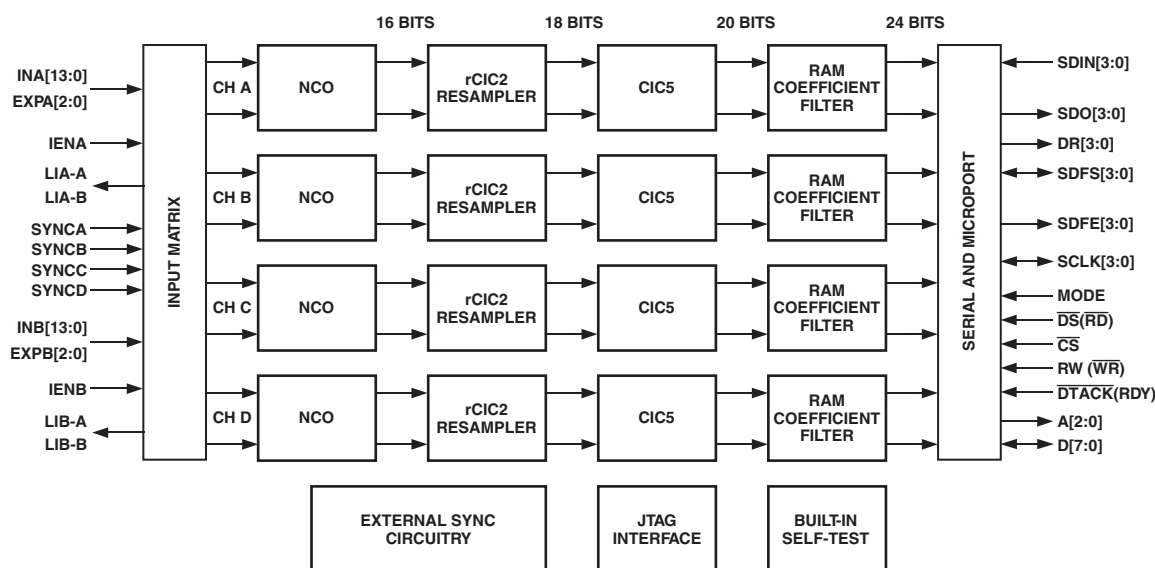 16 BITS
18 BITS
20 BITS
24 BITS
INA[13:0]
EXPA[2:0]
IENA
LIA-A
LIA-B
SYNCA
SYNCB
SYNCC
SYNCD
INB[13:0]
EXPB[2:0]
IENB
LIB-A
LIB-B
INPUT MATRIX
CH A
NCO
rCIC2
RESAMPLER
CIC5
RAM
COEFFICIENT
FILTER
CH B
NCO
rCIC2
RESAMPLER
CIC5
RAM
COEFFICIENT
FILTER
CH C
NCO
rCIC2
RESAMPLER
CIC5
RAM
COEFFICIENT
FILTER
CH D
NCO
rCIC2
RESAMPLER
CIC5
RAM
COEFFICIENT
FILTER
SERIAL AND MICROPORT
SDIN[3:0]
SDO[3:0]
DR[3:0]
SDFS[3:0]
SDFE[3:0]
SCLK[3:0]
MODE
DS(RD)
CS
RW (WR)
DTACK(RDY)
A[2:0]
D[7:0]
EXTERNAL SYNC
CIRCUITRY
JTAG
INTERFACE
BUILT-IN
SELF-TEST